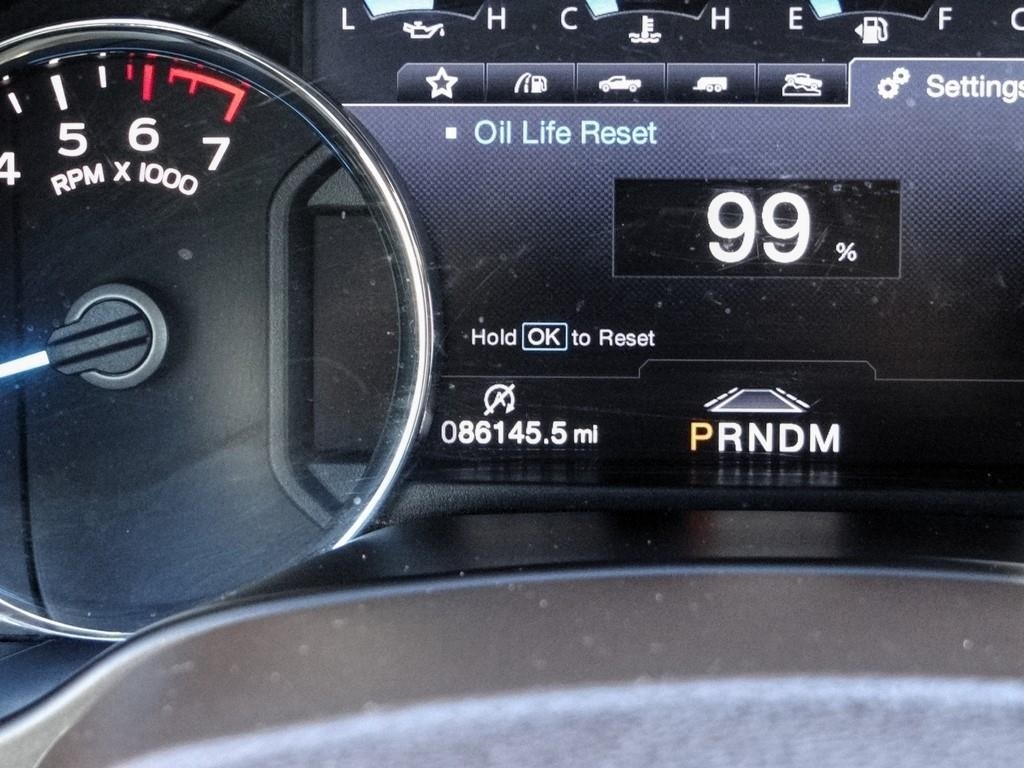 L H C H E F C
Settings
Oil Life Reset
99 %
Hold OK to Reset
086145.5 mi
PRNDM
4 5 6 7
RPM X 1000